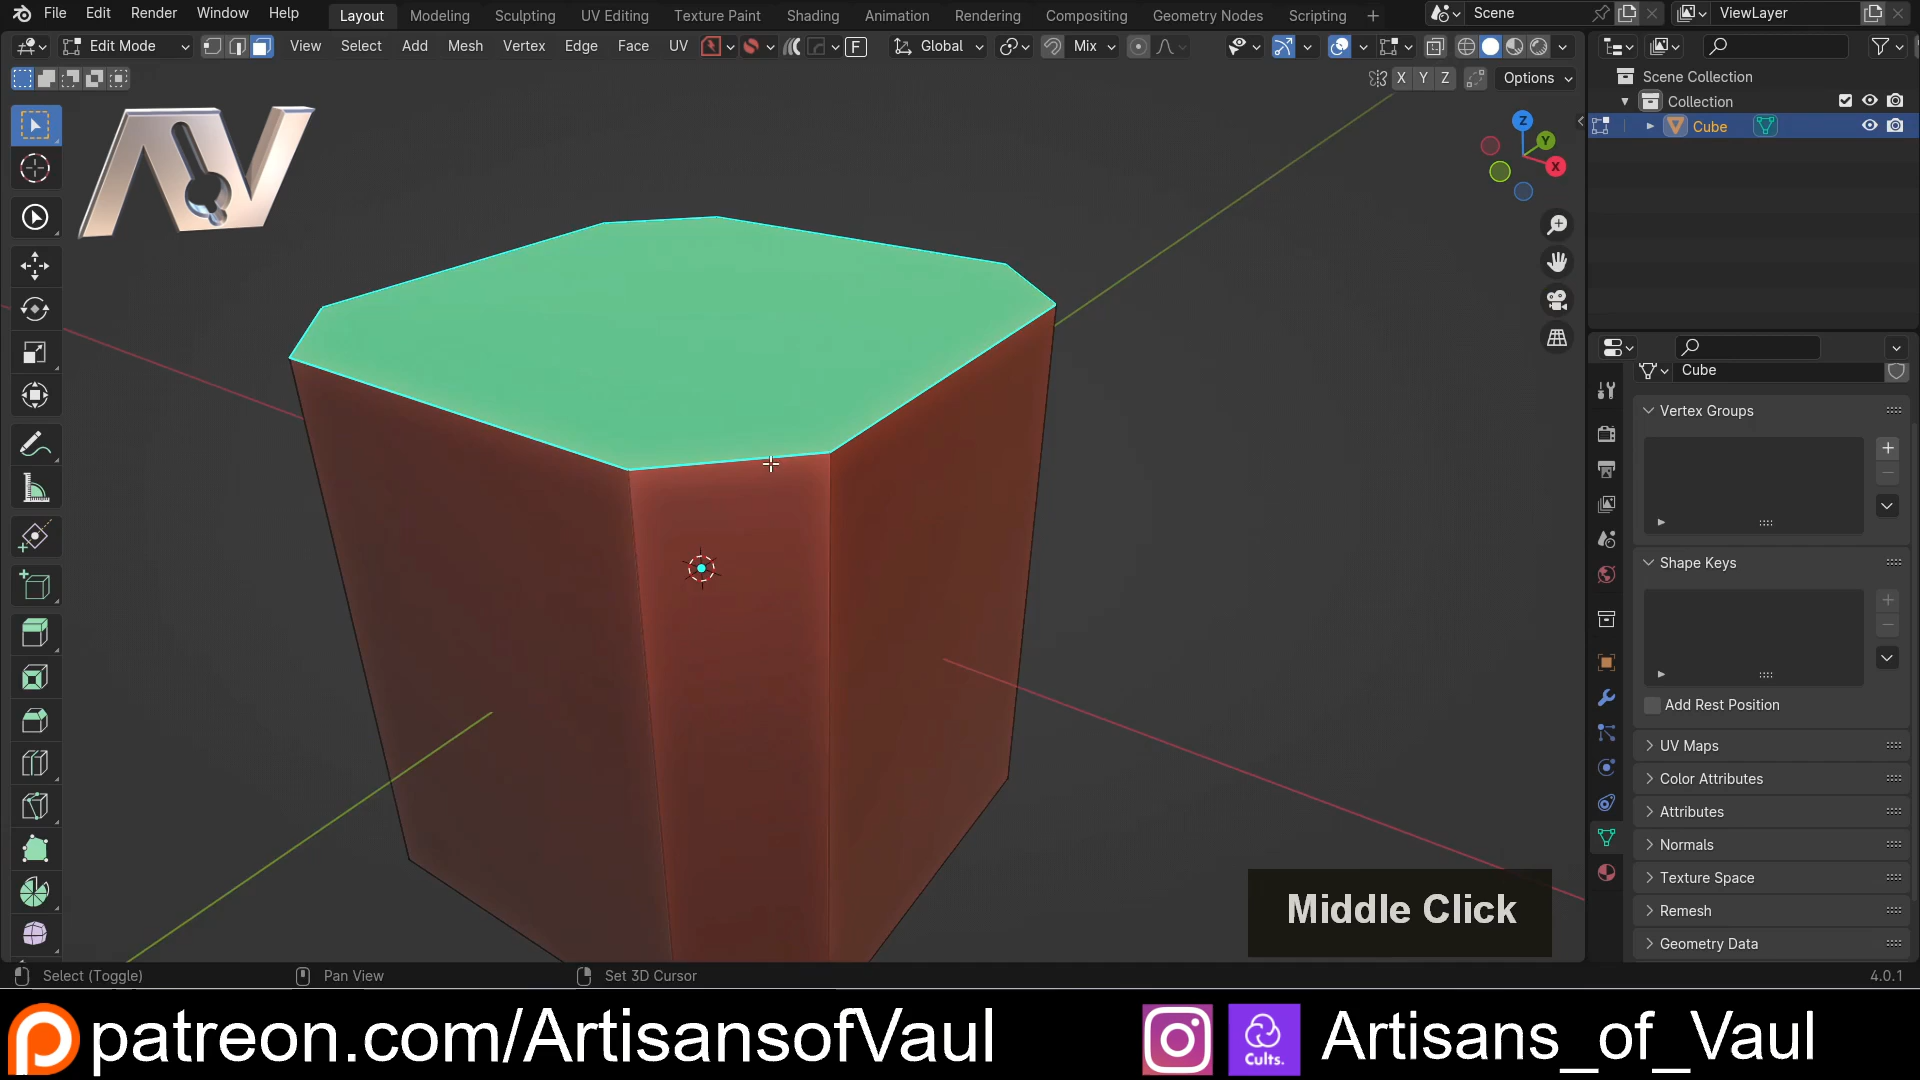 File Edit Render Window Help Layout Modeling Sculpting UV Editing Texture Paint Shading Animation Rendering Compositing Geometry Nodes Scripting + Scene ViewLayer
Edit Mode View Select Add Mesh Vertex Edge Face UV F Global Mix
X Y Z Options
Scene Collection
Collection
Cube
Z
Y
X
Cube
Vertex Groups
Shape Keys
Add Rest Position
UV Maps
Color Attributes
Attributes
Normals
Texture Space
Remesh
Geometry Data
Middle Click
Select (Toggle) Pan View Set 3D Cursor 4.0.1
patreon.com/ArtisansofVaul Cults. Artisans_of_Vaul